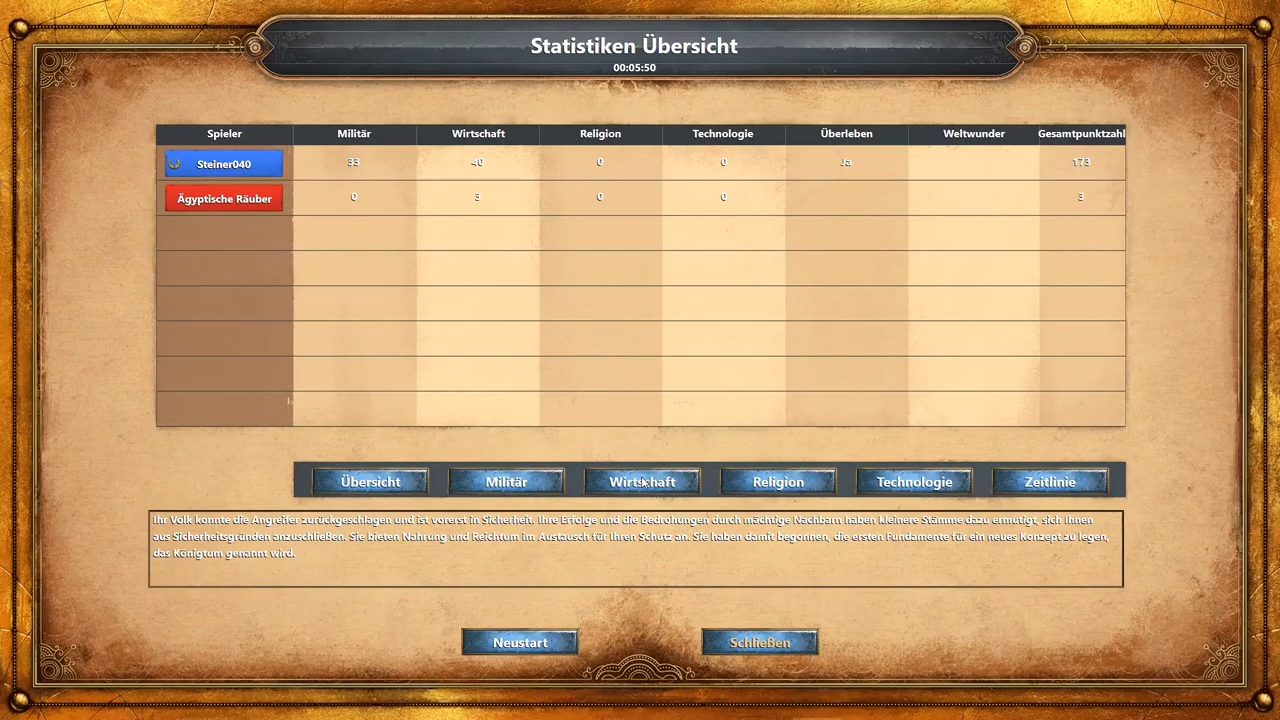 Statistiken Übersicht
00:05:50
Spieler Militär Wirtschaft Religion Technologie Überleben Weltwunder Gesamtpunktzahl
Steiner040 33 40 0 0 Ja 173
Ägyptische Räuber 0 3 0 0 3
Übersicht Militär Wirtschaft Religion Technologie Zeitlinie
Ihr Volk konnte die Angreifer zurückgeschlagen und ist vorerst in Sicherheit. Ihre Erfolge und die Bedrohungen durch mächtige Nachbarn haben kleinere Stämme dazu ermutigt, sich Ihnen
aus Sicherheitsgründen anzuschließen. Sie bieten Nahrung und Reichtum im Austausch für Ihren Schutz an. Sie haben damit begonnen, die ersten Fundamente für ein neues Konzept zu legen,
das Königtum genannt wird.
Neustart Schließen